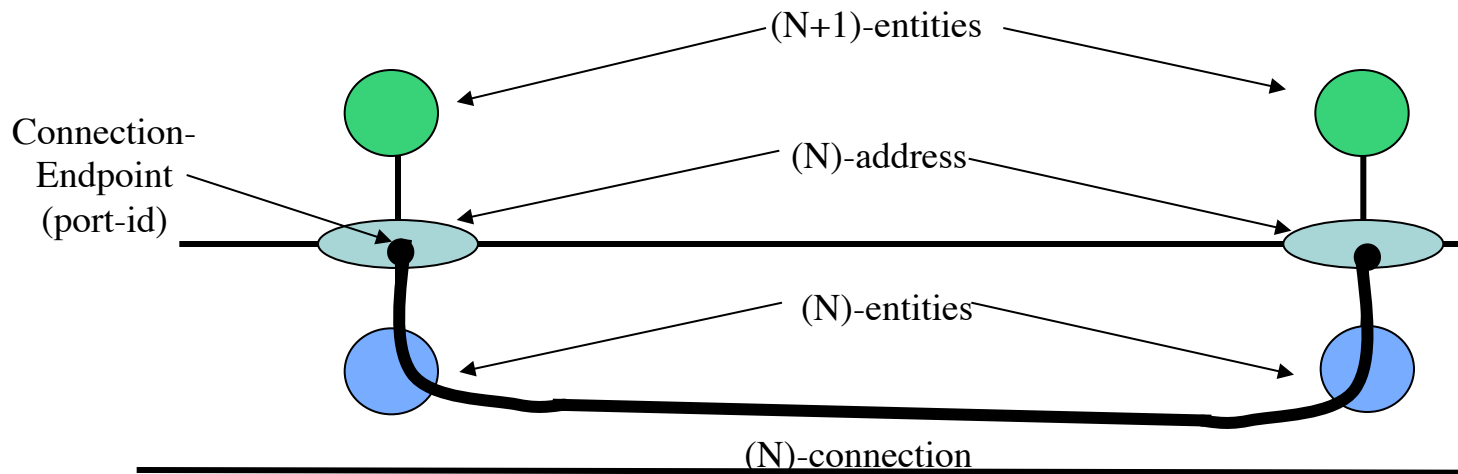 (N+1)-entities
Connection-
Endpoint
(port-id)
(N)-address
(N)-entities
(N)-connection